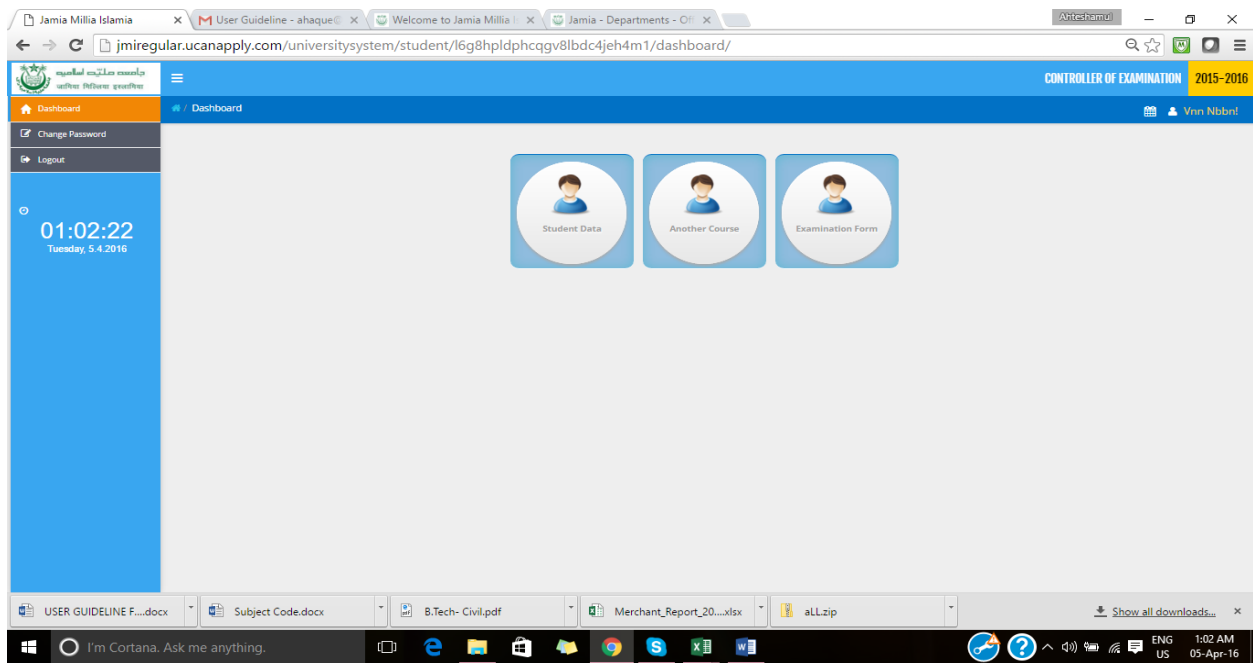 Jamia Millia Islamia
User Guideline - ahaque
Welcome to Jamia Millia I
Jamia - Departments - Off
Ahteshamul
jmiregular.ucanapply.com/universitysystem/student/l6g8hpldphcqgv8lbdc4jeh4m1/dashboard/
जामिया मिल्लिया इस्लामिया
CONTROLLER OF EXAMINATION
2015-2016
Dashboard
/ Dashboard
Vnn Nbbn!
Change Password
Logout
01:02:22
Tuesday, 5.4.2016
Student Data
Another Course
Examination Form
USER GUIDELINE F....docx
Subject Code.docx
B.Tech- Civil.pdf
Merchant_Report_20....xlsx
aLL.zip
Show all downloads...
I'm Cortana. Ask me anything.
ENG
US
1:02 AM
05-Apr-16